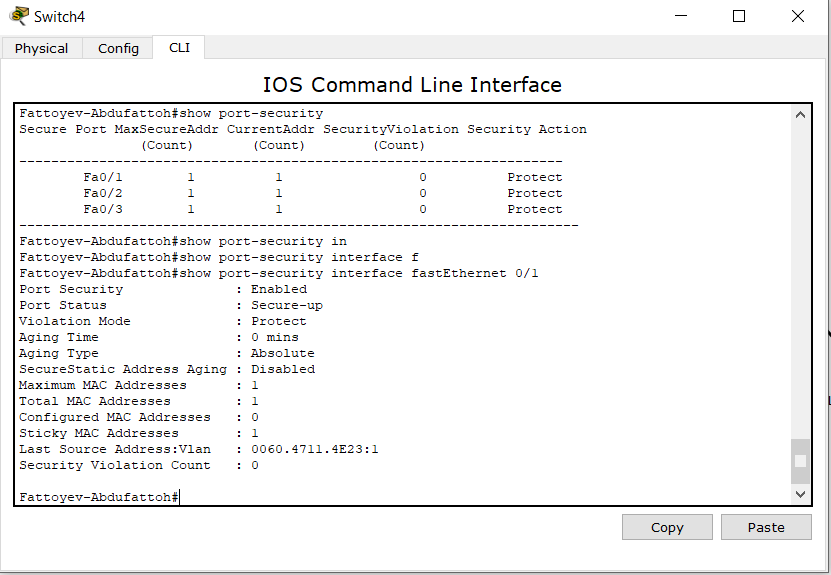 Switch4
Physical Config CLI
IOS Command Line Interface
Fattoyev-Abdufattoh#show port-security
Secure Port MaxSecureAddr CurrentAddr SecurityViolation Security Action
(Count) (Count) (Count)
--------------------------------------------------------------------
Fa0/1 1 1 0 Protect
Fa0/2 1 1 0 Protect
Fa0/3 1 1 0 Protect
----------------------------------------------------------------------
Fattoyev-Abdufattoh#show port-security in
Fattoyev-Abdufattoh#show port-security interface f
Fattoyev-Abdufattoh#show port-security interface fastEthernet 0/1
Port Security : Enabled
Port Status : Secure-up
Violation Mode : Protect
Aging Time : 0 mins
Aging Type : Absolute
SecureStatic Address Aging : Disabled
Maximum MAC Addresses : 1
Total MAC Addresses : 1
Configured MAC Addresses : 0
Sticky MAC Addresses : 1
Last Source Address:Vlan : 0060.4711.4E23:1
Security Violation Count : 0
Fattoyev-Abdufattoh#
Copy Paste